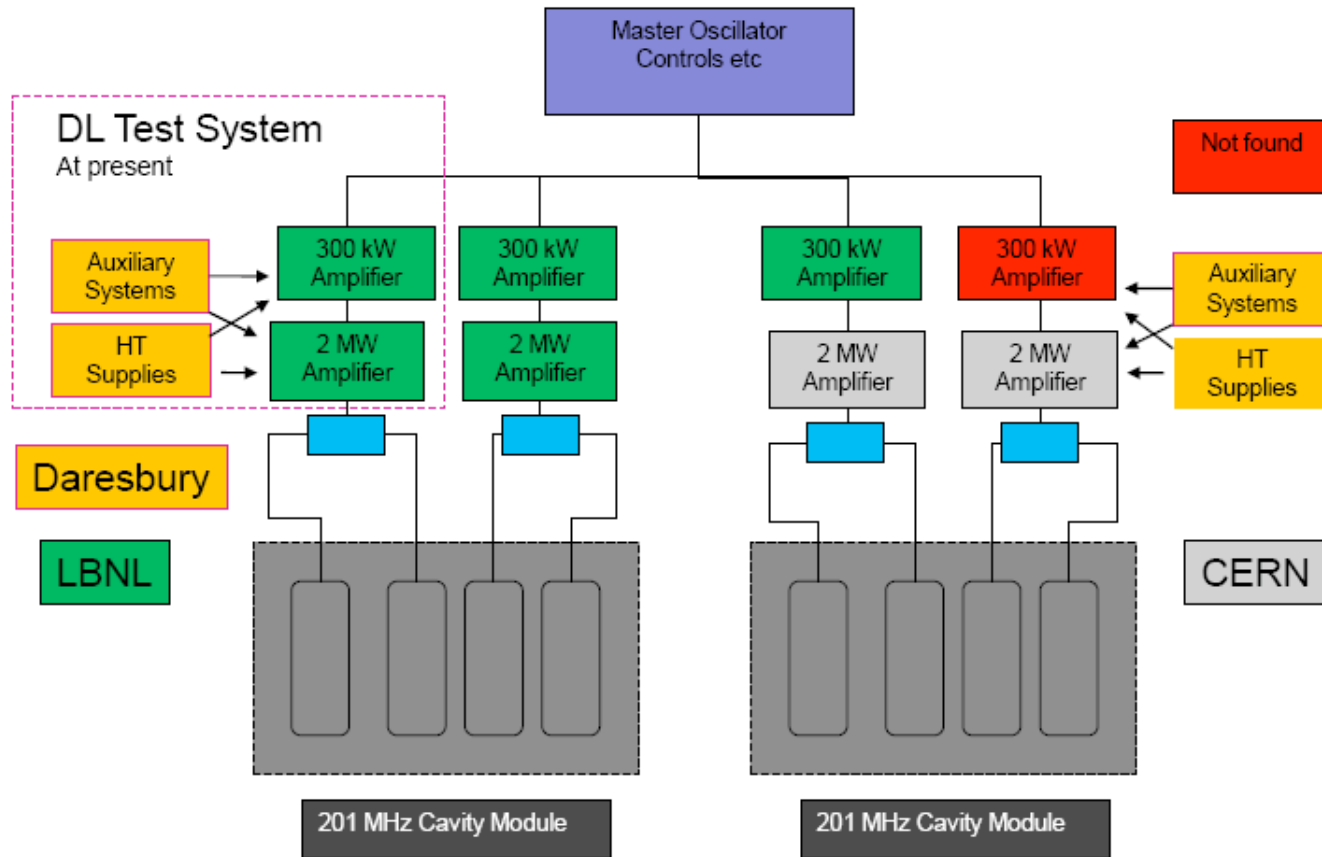 Master Oscillator
Controls etc
DL Test System
At present
Not found
Auxiliary
Systems
HT
Supplies
300 kW
Amplifier
300 kW
Amplifier
300 kW
Amplifier
300 kW
Amplifier
Auxiliary
Systems
HT
Supplies
2 MW
Amplifier
2 MW
Amplifier
2 MW
Amplifier
2 MW
Amplifier
Daresbury
LBNL
CERN
201 MHz Cavity Module
201 MHz Cavity Module